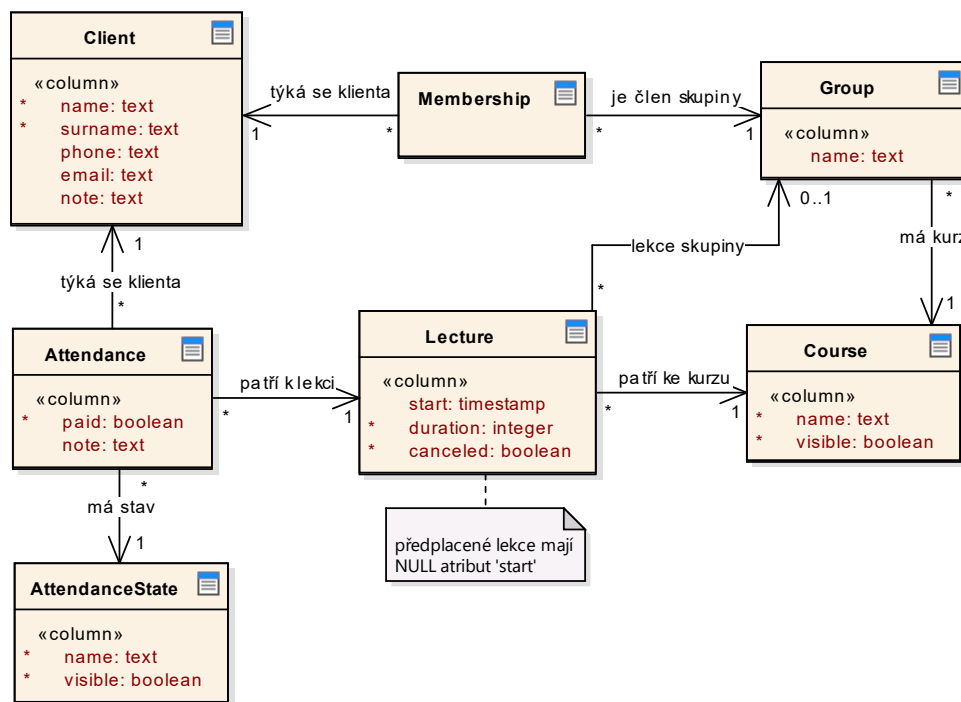 Client
«column»
* name: text
* surname: text
phone: text
email: text
note: text
týká se klienta
1
*
Membership
je člen skupiny
*
1
Group
«column»
name: text
1
týká se klienta
*
lekce skupiny
0..1
*
*
má kurz
1
Attendance
«column»
* paid: boolean
note: text
patří k lekci
*
1
Lecture
«column»
start: timestamp
* duration: integer
* canceled: boolean
patří ke kurzu
*
1
Course
«column»
* name: text
* visible: boolean
*
má stav
1
předplacené lekce mají
NULL atribut 'start'
AttendanceState
«column»
* name: text
* visible: boolean